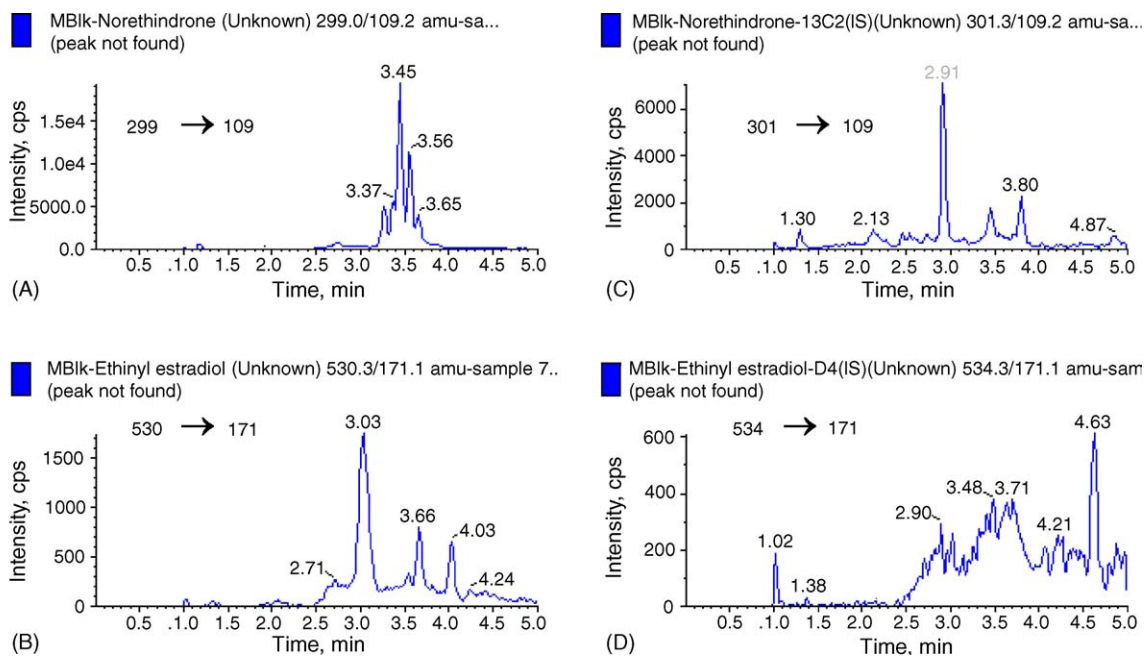 MBlk-Norethindrone (Unknown) 299.0/109.2 amu-sa...
(peak not found)
3.45
1.5e4
299 → 109
3.56
1.0e4
3.37
3.65
5000.0
0.0
Intensity, cps
0.5 .1.0 1.5 2.0 2.5 3.0 3.5 4.0 4.5 5.0
(A)
Time, min
MBlk-Norethindrone-13C2(IS)(Unknown) 301.3/109.2 amu-sa...
(peak not found)
2.91
6000
301 → 109
4000
3.80
2000
1.30
2.13
4.87
0
Intensity, cps
0.5 .1.0 1.5 2.0 2.5 3.0 3.5 4.0 4.5 5.0
(C)
Time, min
MBlk-Ethinyl estradiol (Unknown) 530.3/171.1 amu-sample 7..
(peak not found)
530 → 171
3.03
1500
1000
3.66
4.03
500
2.71
4.24
0
Intensity, cps
0.5 .1.0 1.5 2.0 2.5 3.0 3.5 4.0 4.5 5.0
(B)
Time, min
MBlk-Ethinyl estradiol-D4(IS)(Unknown) 534.3/171.1 amu-sam
(peak not found)
534 → 171
4.63
600
400
3.48
3.71
2.90
4.21
200
1.02
1.38
0
Intensity, cps
0.5 .1.0 1.5 2.0 2.5 3.0 3.5 4.0 4.5 5.0
(D)
Time, min